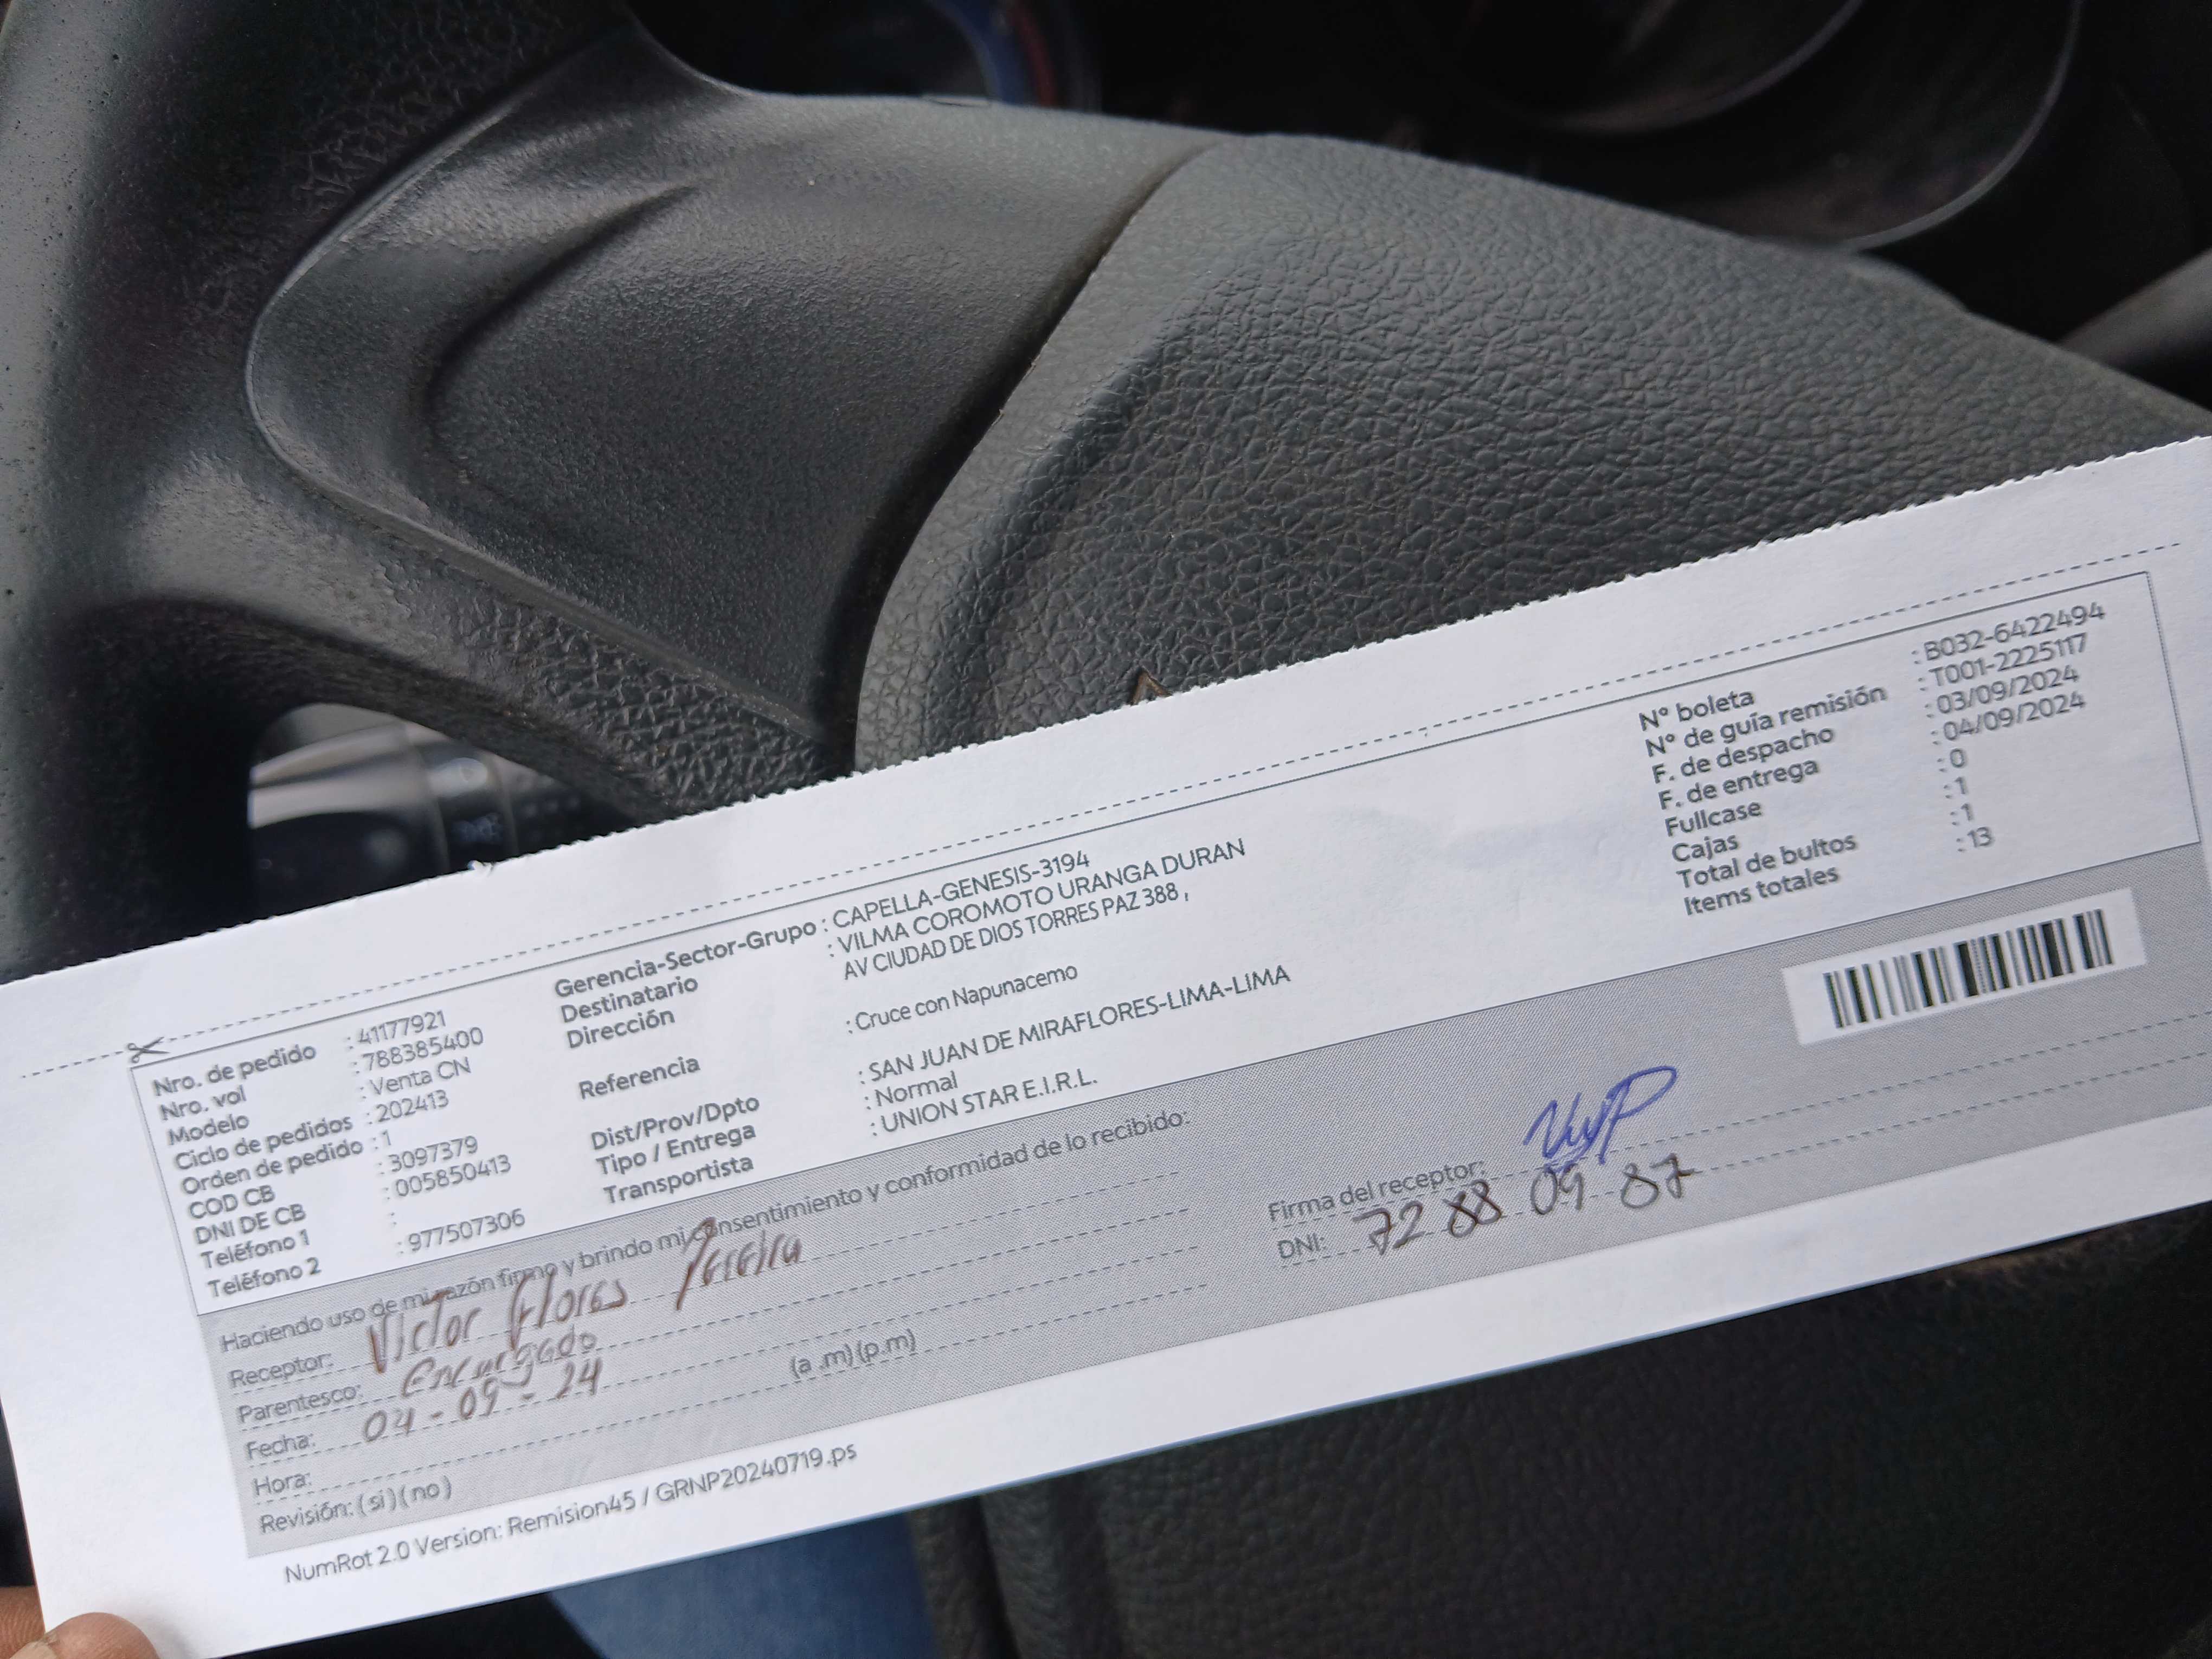 Nro. de pedido : 41177921
Nro. vol : 788385400
Modelo : Venta CN
Ciclo de pedidos : 202413
Orden de pedido : 1
COD CB : 3097379
DNI DE CB : 005850413
Teléfono 1 :
Teléfono 2 : 977507306
Gerencia-Sector-Grupo : CAPELLA-GENESIS-3194
Destinatario : VILMA COROMOTO URANGA DURAN
Dirección AV CIUDAD DE DIOS TORRES PAZ 388 ,
Referencia : Cruce con Napunacemo
Dist/Prov/Dpto : SAN JUAN DE MIRAFLORES-LIMA-LIMA
Tipo / Entrega : Normal
Transportista : UNION STAR E.I.R.L.
N° boleta : B032-6422494
N° de guía remisión : T001-2225117
F. de despacho : 03/09/2024
F. de entrega : 04/09/2024
Fullcase : 0
Cajas : 1
Total de bultos : 1
Items totales : 13
Haciendo uso de mi razón firmo y brindo mi consentimiento y conformidad de lo recibido:
Receptor: Victor Flores Pereira
Parentesco: encargado
Fecha: 04-09-24
Hora: (a .m) (p.m)
Revisión: ( si ) ( no )
Firma del receptor:
DNI: 72 88 09 87
NumRot 2.0 Version: Remision45 / GRNP20240719.ps